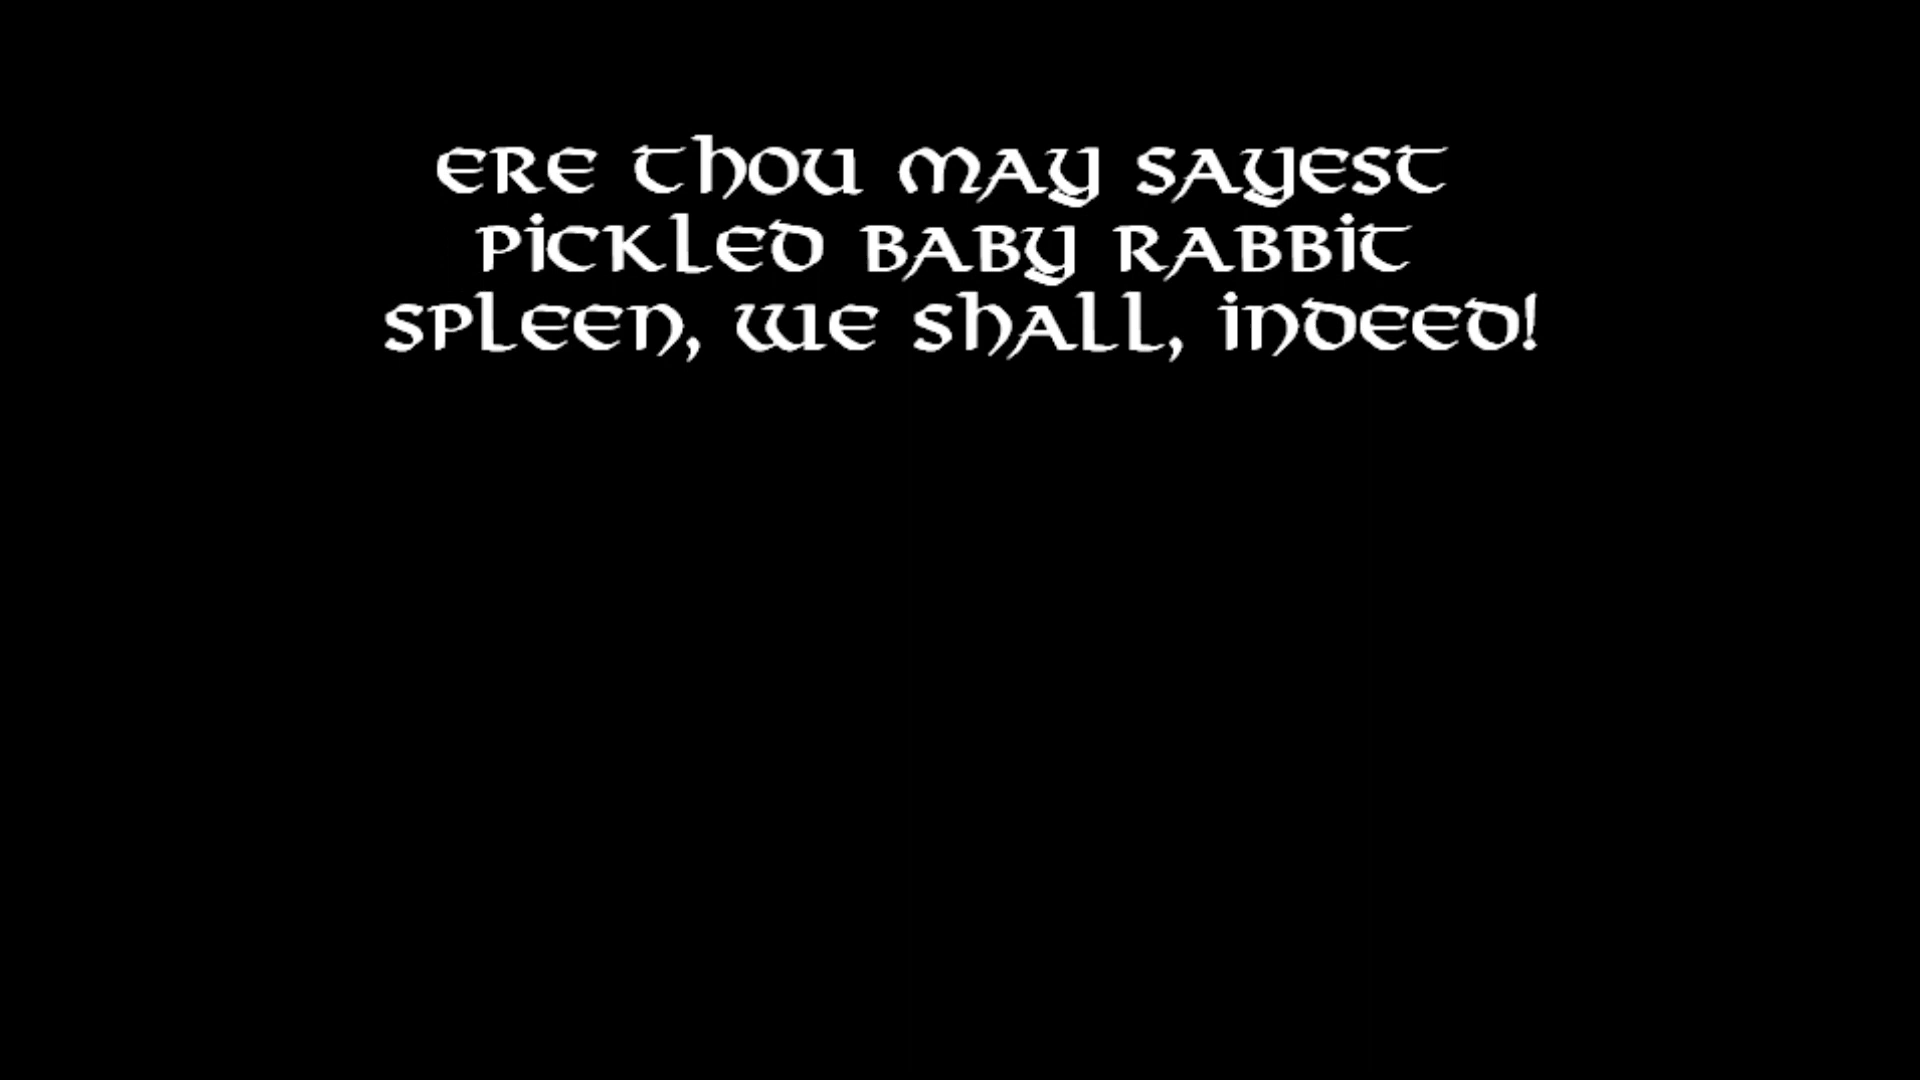 ERE THOU MAY SAYEST
PICKLED BABY RABBIT
SPLEEN, WE SHALL, INDEED!